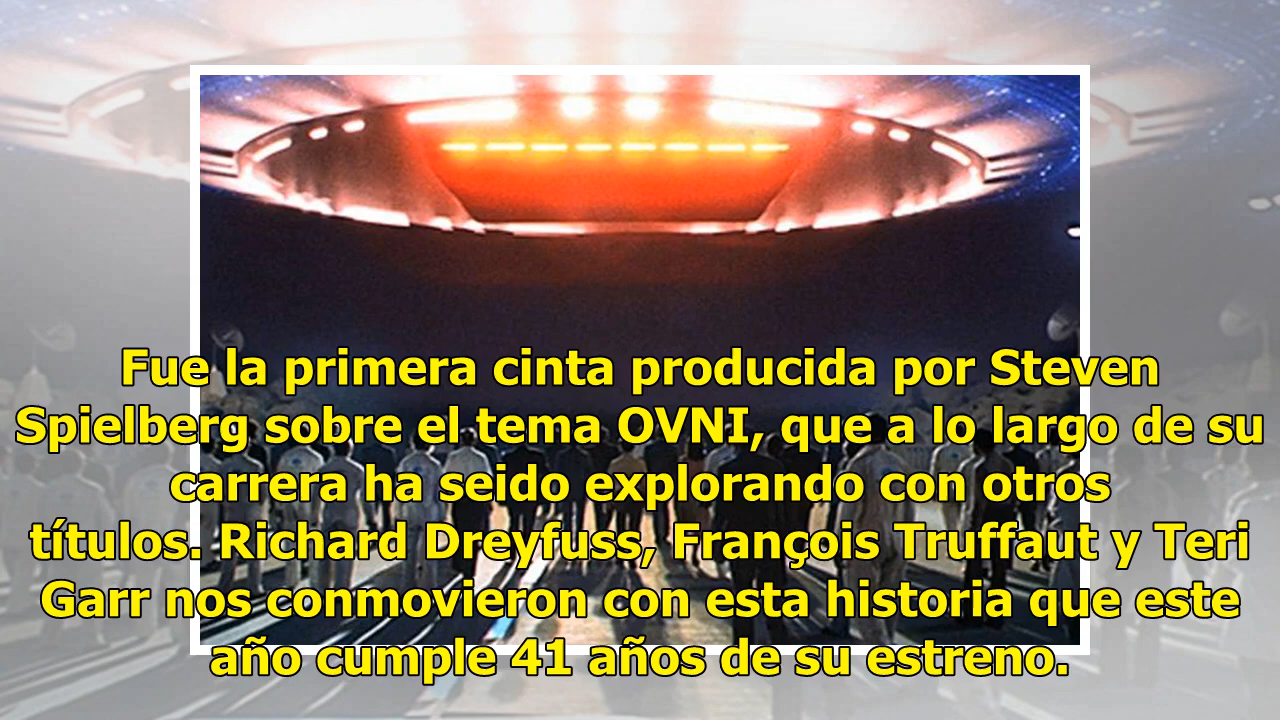 Fue la primera cinta producida por Steven
Spielberg sobre el tema OVNI, que a lo largo de su
carrera ha seido explorando con otros
títulos. Richard Dreyfuss, François Truffaut y Teri
Garr nos conmovieron con esta historia que este
año cumple 41 años de su estreno.